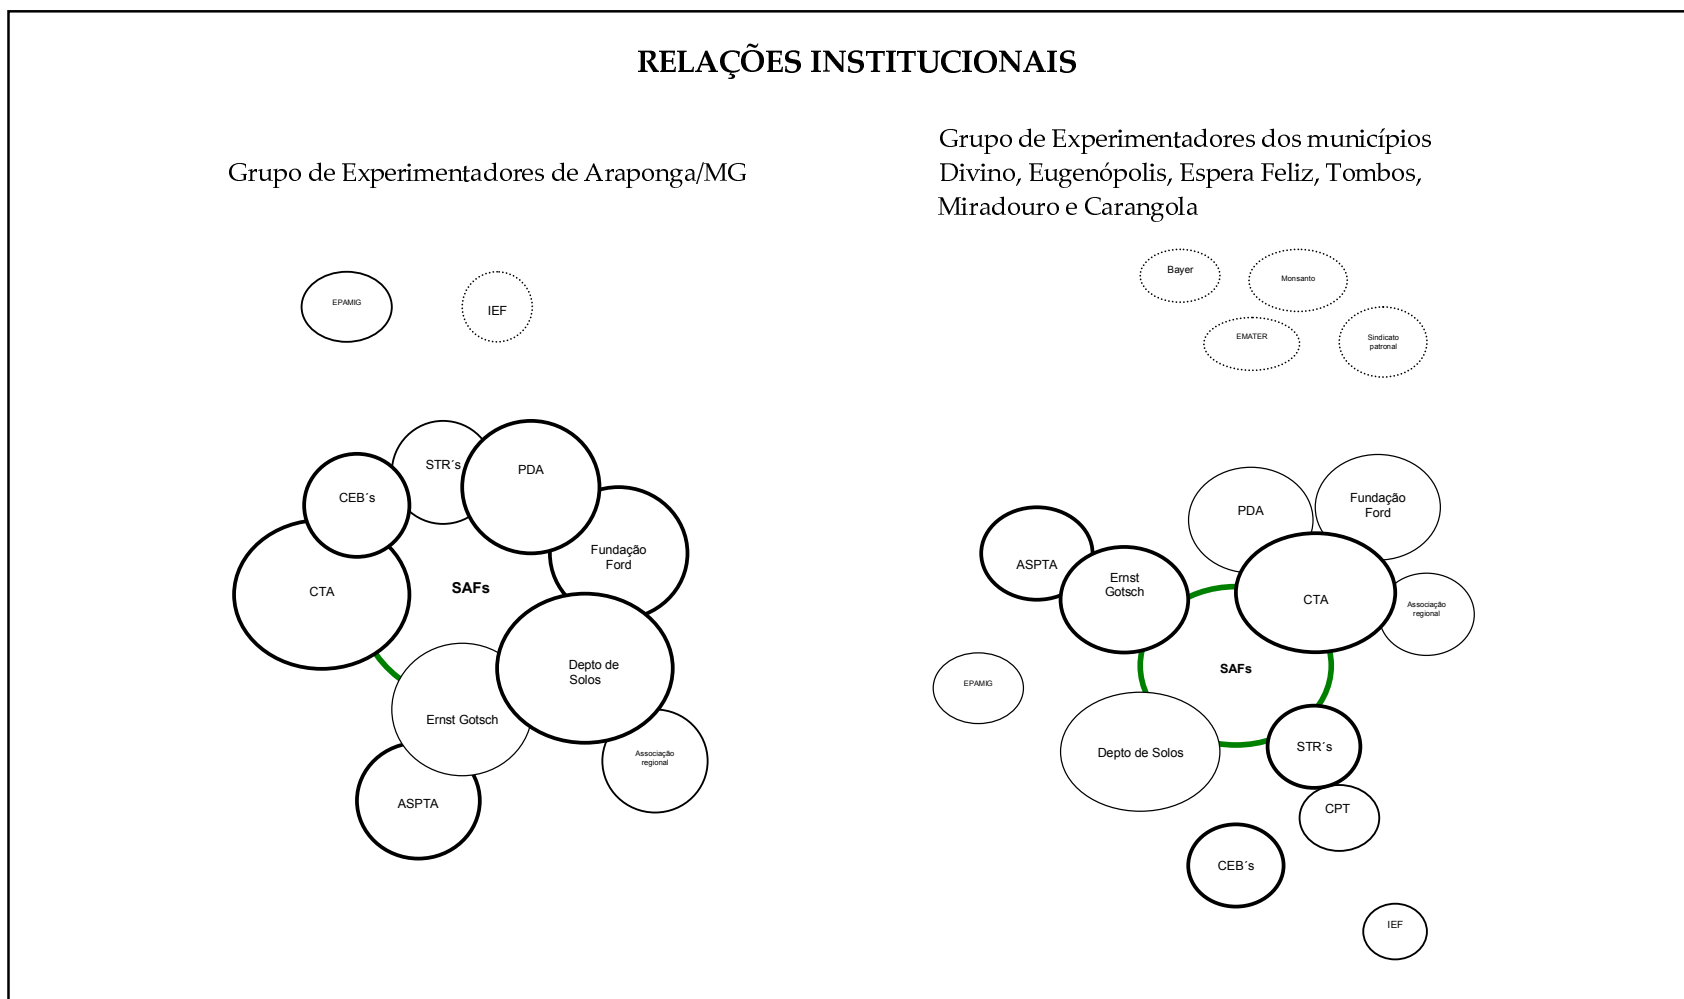 RELAÇÕES INSTITUCIONAIS
Grupo de Experimentadores de Araponga/MG
EPAMIG
IEF
STR´s
PDA
CEB´s
Fundação
Ford
CTA
SAFs
Depto de
Solos
Ernst Gotsch
Associação
regional
ASPTA
Grupo de Experimentadores dos municípios
Divino, Eugenópolis, Espera Feliz, Tombos,
Miradouro e Carangola
Bayer
Monsanto
EMATER
Sindicato
patronal
PDA
Fundação
Ford
ASPTA
Ernst
Gotsch
CTA
Associação
regional
SAFs
EPAMIG
Depto de Solos
STR´s
CPT
CEB´s
IEF